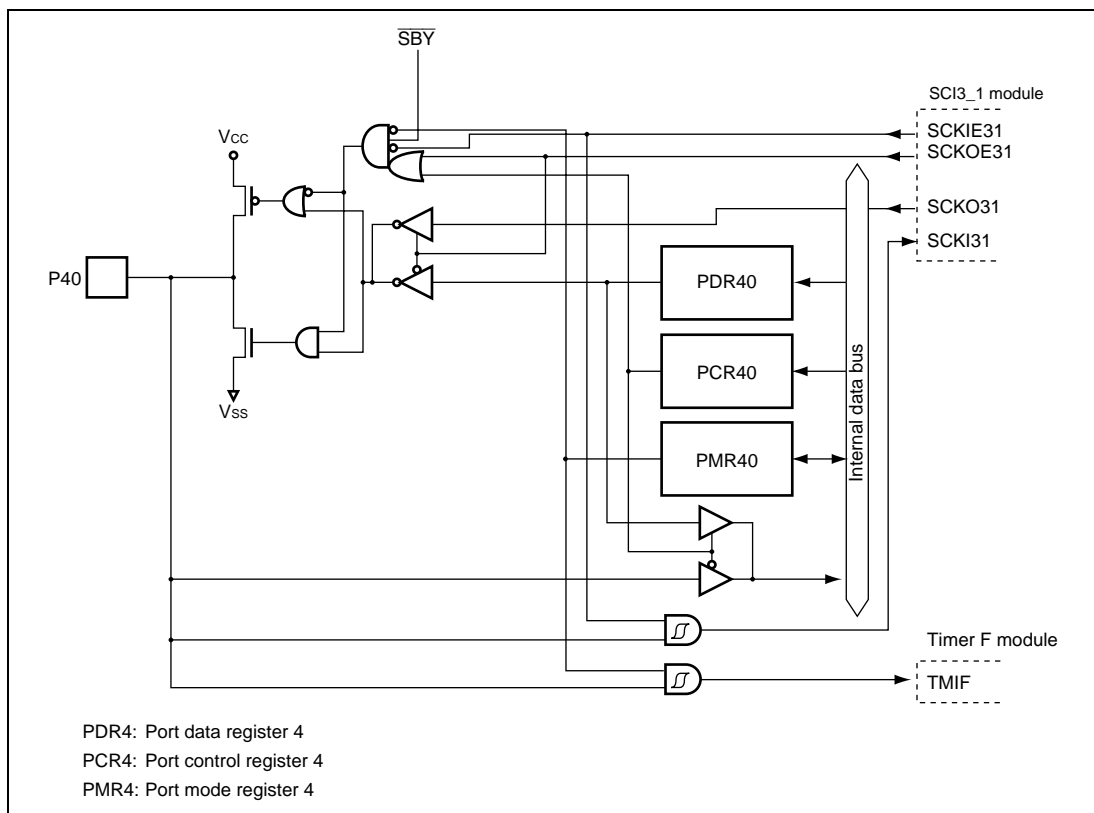 SBY
SCI3_1 module
SCKIE31
SCKOE31
VCC
SCKO31
SCKI31
P40
PDR40
PCR40
VSS
PMR40
Internal data bus
Timer F module
TMIF
PDR4: Port data register 4
PCR4: Port control register 4
PMR4: Port mode register 4